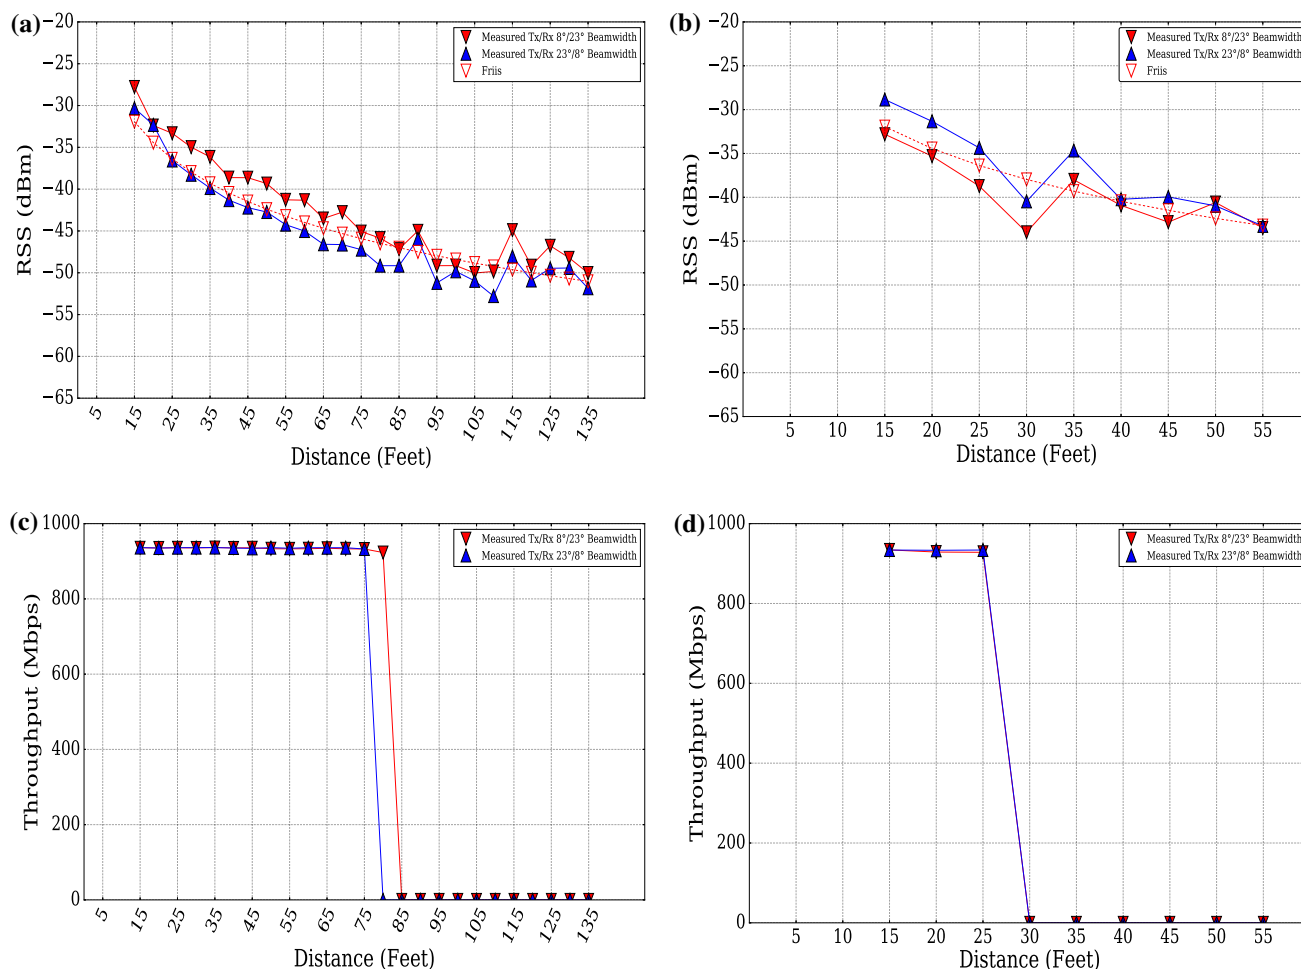 (a)
−20
−25
−30
−35
−40
−45
−50
−55
−60
−65
RSS (dBm)
Measured Tx/Rx 8°/23° Beamwidth
Measured Tx/Rx 23°/8° Beamwidth
Friis
5 15 25 35 45 55 65 75 85 95 105 115 125 135
Distance (Feet)
(b)
−20
−25
−30
−35
−40
−45
−50
−55
−60
−65
RSS (dBm)
Measured Tx/Rx 8°/23° Beamwidth
Measured Tx/Rx 23°/8° Beamwidth
Friis
5 10 15 20 25 30 35 40 45 50 55
Distance (Feet)
(c)
1000
800
600
400
200
0
Throughput (Mbps)
Measured Tx/Rx 8°/23° Beamwidth
Measured Tx/Rx 23°/8° Beamwidth
5 15 25 35 45 55 65 75 85 95 105 115 125 135
Distance (Feet)
(d)
1000
800
600
400
200
0
Throughput (Mbps)
Measured Tx/Rx 8°/23° Beamwidth
Measured Tx/Rx 23°/8° Beamwidth
5 10 15 20 25 30 35 40 45 50 55
Distance (Feet)